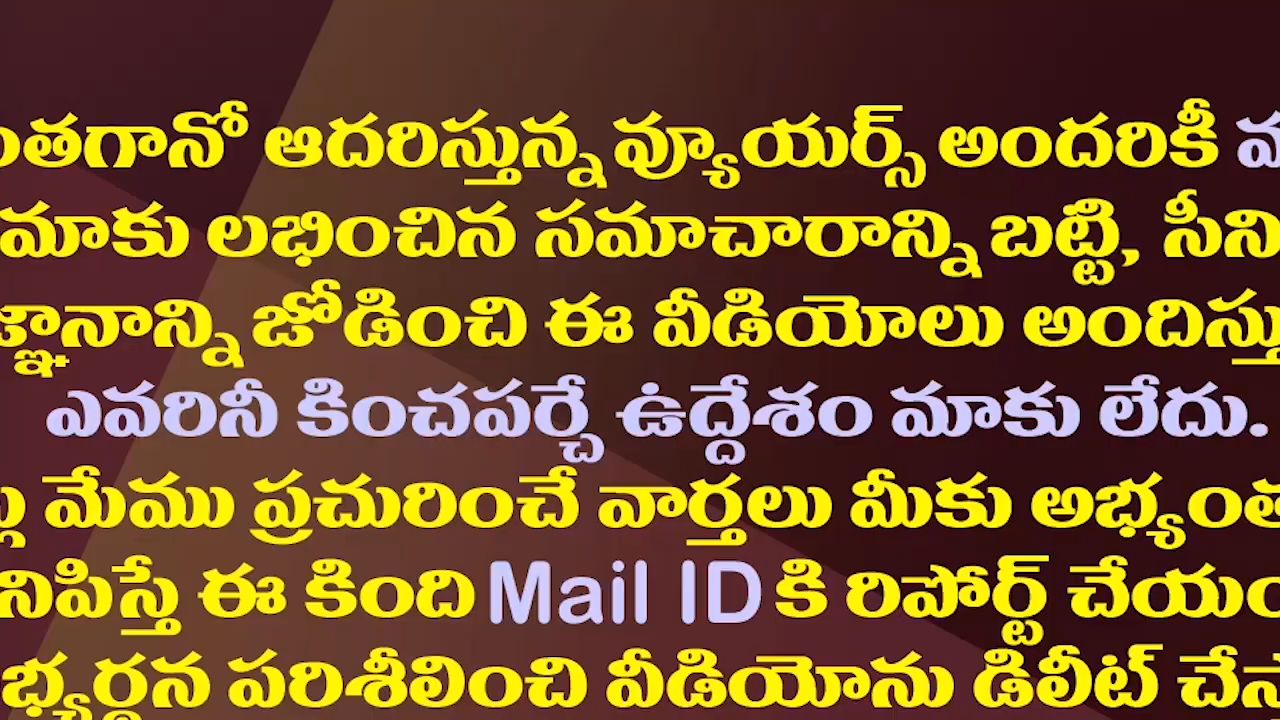 ంతగానో ఆదరిస్తున్న వ్యూయర్స్ అందరికీ
మాకు లభించిన సమాచారాన్ని బట్టి, సీని
జ్ఞానాన్ని జోడించి ఈ వీడియోలు అందిస్తు
ఎవరినీ కించపర్చే ఉద్దేశం మాకు లేదు.
మేము ప్రచురించే వార్తలు మీకు అభ్యంత
నిపిస్తే ఈ కింది Mail ID కి రిపోర్ట్ చేయం
భ్యర్థన పరిశీలించి వీడియోను డిలీట్ చేస